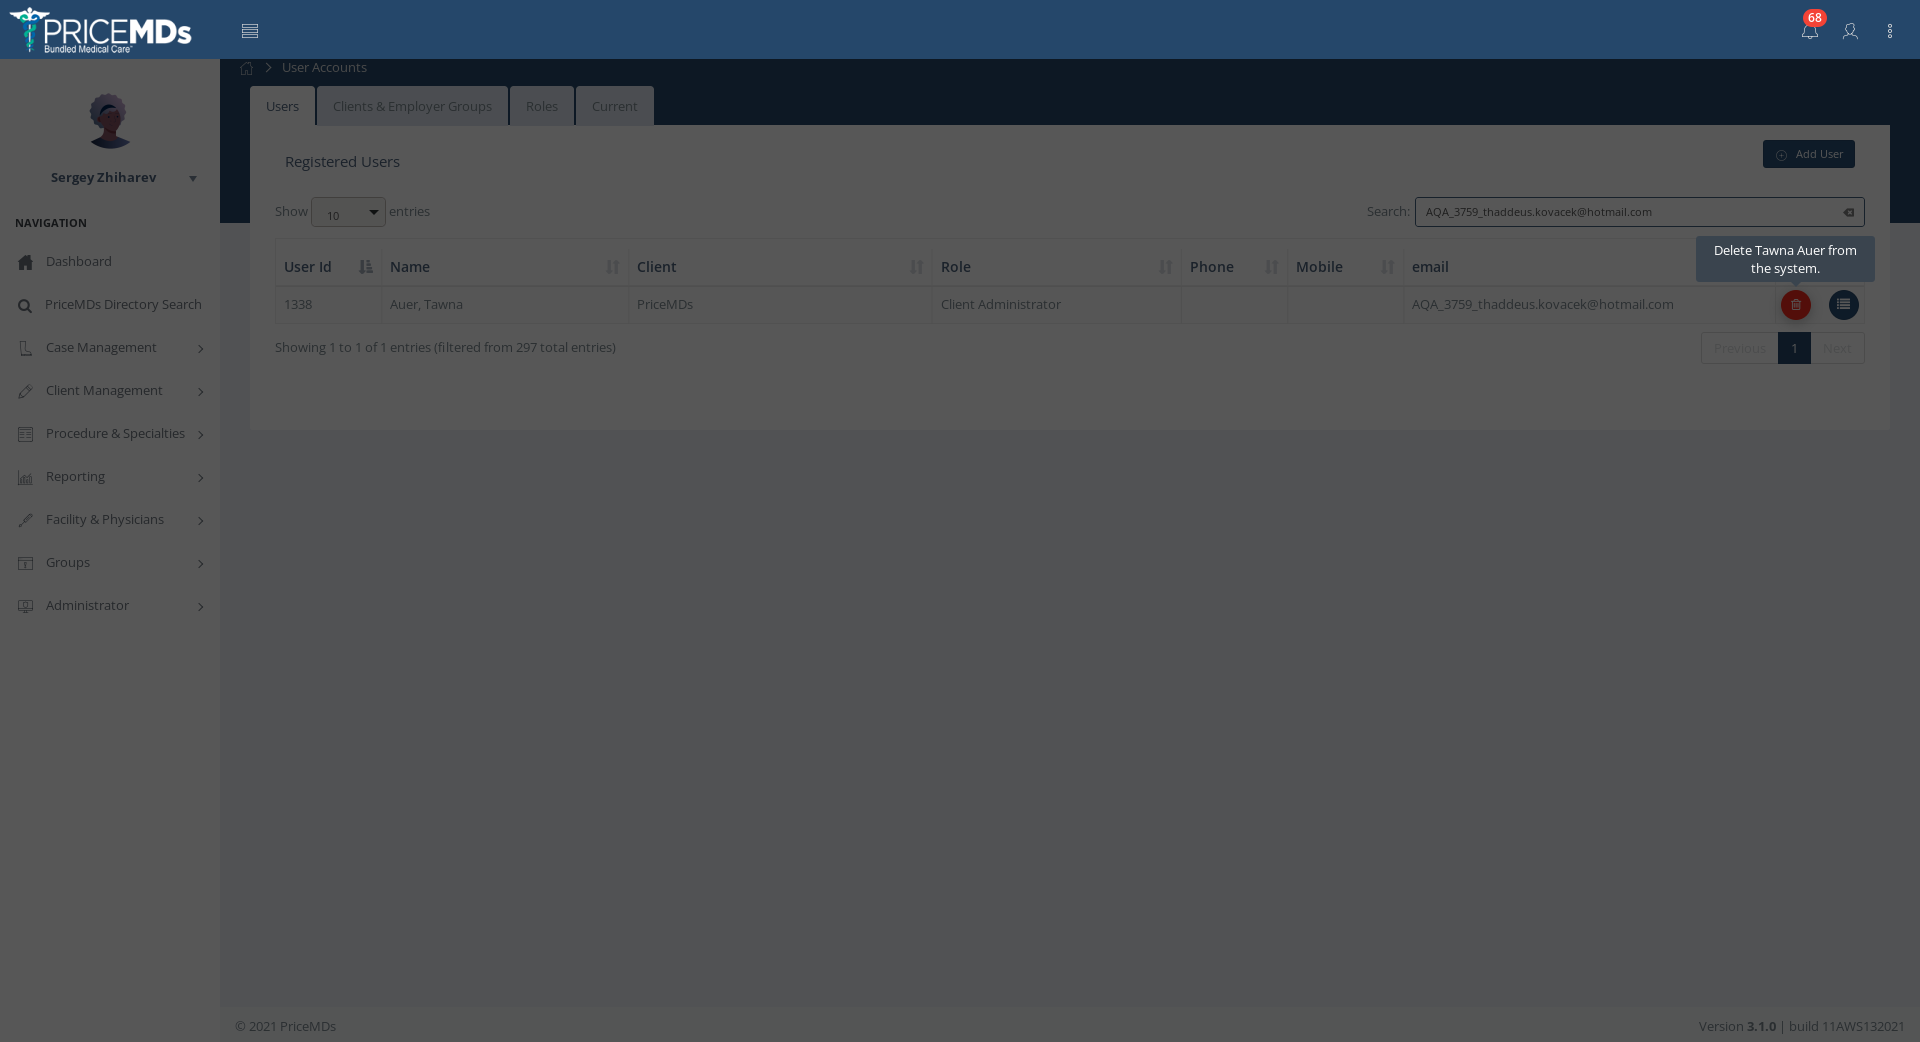 PRICEMDs
Bundled Medical Care™
68
User Accounts
Users
Clients & Employer Groups
Roles
Current
Sergey Zhiharev
Registered Users
Add User
Show 10 entries
Search: AQA_3759_thaddeus.kovacek@hotmail.com
Delete Tawna Auer from
the system.
User Id Name Client Role Phone Mobile email
1338 Auer, Tawna PriceMDs Client Administrator AQA_3759_thaddeus.kovacek@hotmail.com
Showing 1 to 1 of 1 entries (filtered from 297 total entries)
Previous 1 Next
NAVIGATION
Dashboard
PriceMDs Directory Search
Case Management
Client Management
Procedure & Specialties
Reporting
Facility & Physicians
Groups
Administrator
© 2021 PriceMDs
Version 3.1.0 | build 11AWS132021